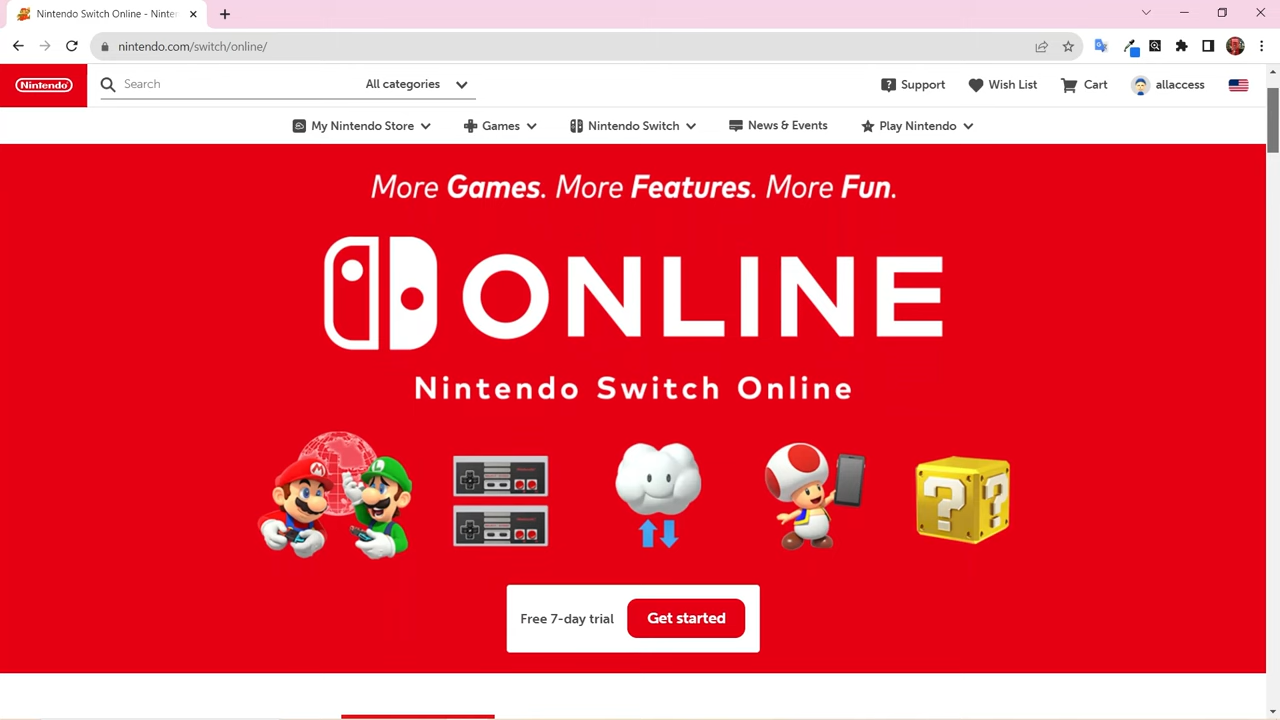 Nintendo Switch Online - Ninten
nintendo.com/switch/online/
Nintendo
Search
All categories
Support
Wish List
Cart
allaccess
My Nintendo Store
Games
Nintendo Switch
News & Events
Play Nintendo
More Games. More Features. More Fun.
ONLINE
Nintendo Switch Online
Free 7-day trial
Get started